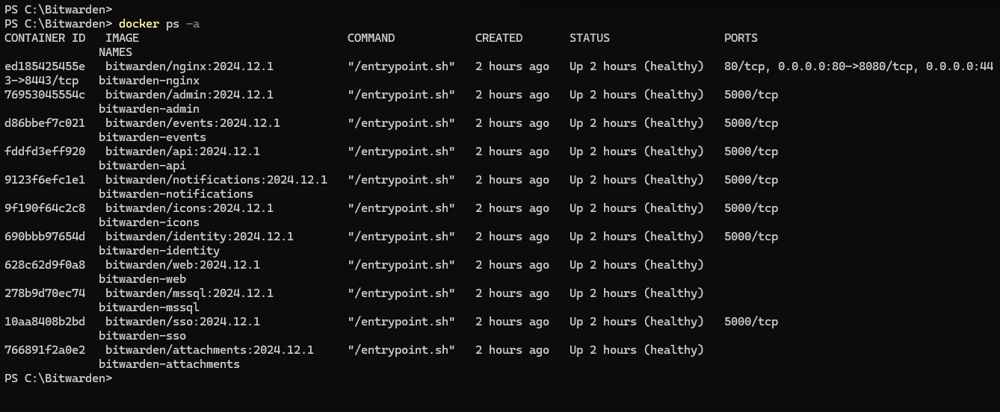 PS C:\Bitwarden>
PS C:\Bitwarden> docker ps -a
CONTAINER ID   IMAGE                               COMMAND            CREATED       STATUS                 PORTS
              NAMES
ed185425455e   bitwarden/nginx:2024.12.1           "/entrypoint.sh"   2 hours ago   Up 2 hours (healthy)   80/tcp, 0.0.0.0:80->8080/tcp, 0.0.0.0:44
3->8443/tcp   bitwarden-nginx
76953045554c   bitwarden/admin:2024.12.1           "/entrypoint.sh"   2 hours ago   Up 2 hours (healthy)   5000/tcp
              bitwarden-admin
d86bbef7c021   bitwarden/events:2024.12.1          "/entrypoint.sh"   2 hours ago   Up 2 hours (healthy)   5000/tcp
              bitwarden-events
fddfd3eff920   bitwarden/api:2024.12.1             "/entrypoint.sh"   2 hours ago   Up 2 hours (healthy)   5000/tcp
              bitwarden-api
9123f6efc1e1   bitwarden/notifications:2024.12.1   "/entrypoint.sh"   2 hours ago   Up 2 hours (healthy)   5000/tcp
              bitwarden-notifications
9f190f64c2c8   bitwarden/icons:2024.12.1           "/entrypoint.sh"   2 hours ago   Up 2 hours (healthy)   5000/tcp
              bitwarden-icons
690bbb97654d   bitwarden/identity:2024.12.1        "/entrypoint.sh"   2 hours ago   Up 2 hours (healthy)   5000/tcp
              bitwarden-identity
628c62d9f0a8   bitwarden/web:2024.12.1             "/entrypoint.sh"   2 hours ago   Up 2 hours (healthy)
              bitwarden-web
278b9d70ec74   bitwarden/mssql:2024.12.1           "/entrypoint.sh"   2 hours ago   Up 2 hours (healthy)
              bitwarden-mssql
10aa8408b2bd   bitwarden/sso:2024.12.1             "/entrypoint.sh"   2 hours ago   Up 2 hours (healthy)   5000/tcp
              bitwarden-sso
766891f2a0e2   bitwarden/attachments:2024.12.1     "/entrypoint.sh"   2 hours ago   Up 2 hours (healthy)
              bitwarden-attachments
PS C:\Bitwarden>